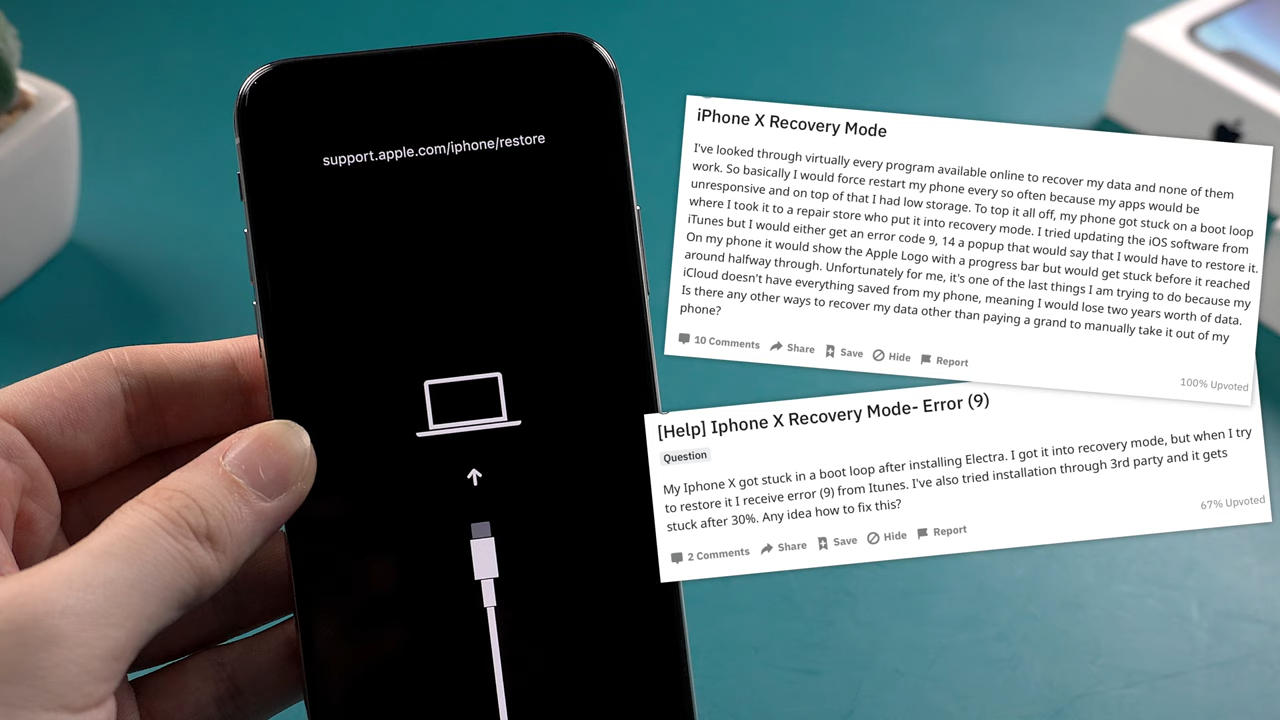 support.apple.com/iphone/restore
iPhone X Recovery Mode
I've looked through virtually every program available online to recover my data and none of them
work. So basically I would force restart my phone every so often because my apps would be
unresponsive and on top of that I had low storage. To top it all off, my phone got stuck on a boot loop
where I took it to a repair store who put it into recovery mode. I tried updating the iOS software from
iTunes but I would either get an error code 9, 14 a popup that would say that I would have to restore it.
On my phone it would show the Apple Logo with a progress bar but would get stuck before it reached
around halfway through. Unfortunately for me, it's one of the last things I am trying to do because my
iCloud doesn't have everything saved from my phone, meaning I would lose two years worth of data.
Is there any other ways to recover my data other than paying a grand to manually take it out of my
phone?
10 Comments Share Save Hide Report
100% Upvoted
[Help] Iphone X Recovery Mode- Error (9)
Question
My Iphone X got stuck in a boot loop after installing Electra. I got it into recovery mode, but when I try
to restore it I receive error (9) from Itunes. I've also tried installation through 3rd party and it gets
stuck after 30%. Any idea how to fix this?
67% Upvoted
2 Comments Share Save Hide Report